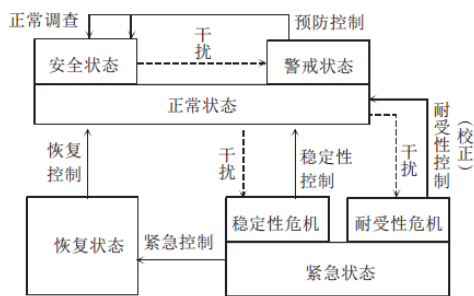 正常调查
预防控制
干扰
安全状态
警戒状态
正常状态
恢复控制
干扰
稳定性控制
干扰
耐受性控制
（校正）
恢复状态
紧急控制
稳定性危机
耐受性危机
紧急状态